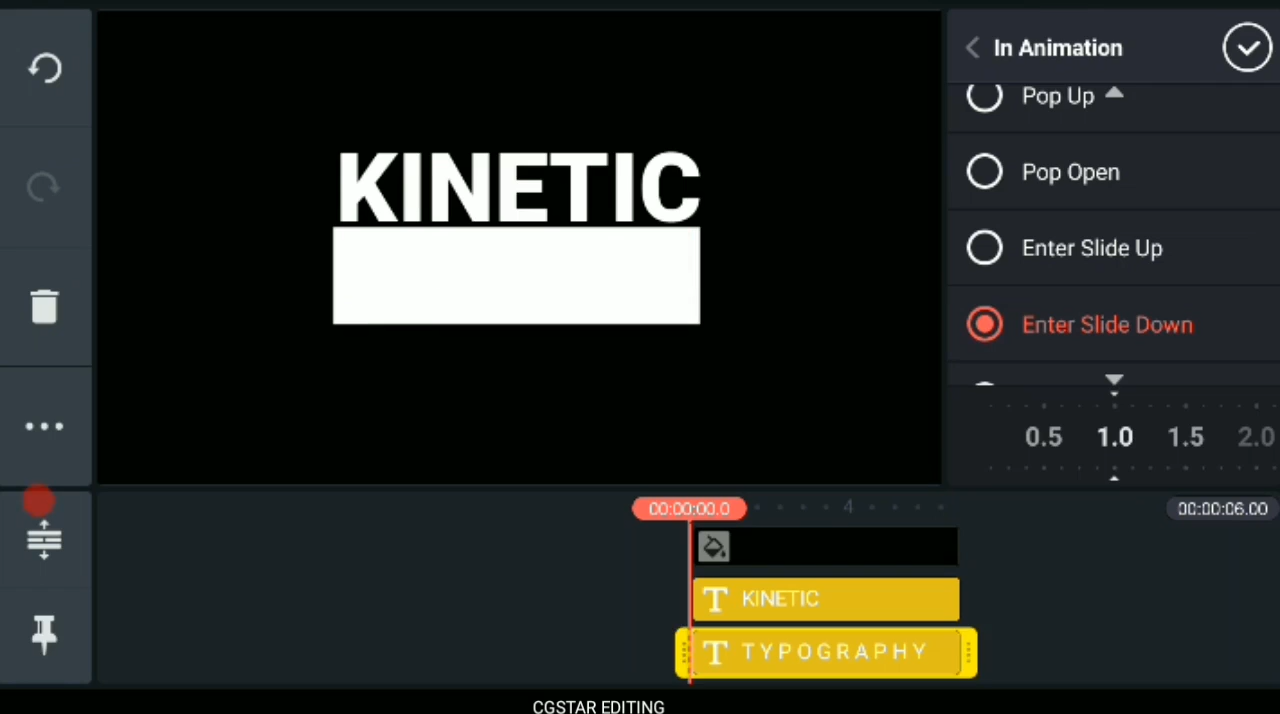 In Animation
Pop Up
Pop Open
Enter Slide Up
Enter Slide Down
0.5 1.0 1.5 2.0
KINETIC
00:00:00.0 4 00:00:06.00
T KINETIC
T TYPOGRAPHY
CGSTAR EDITING